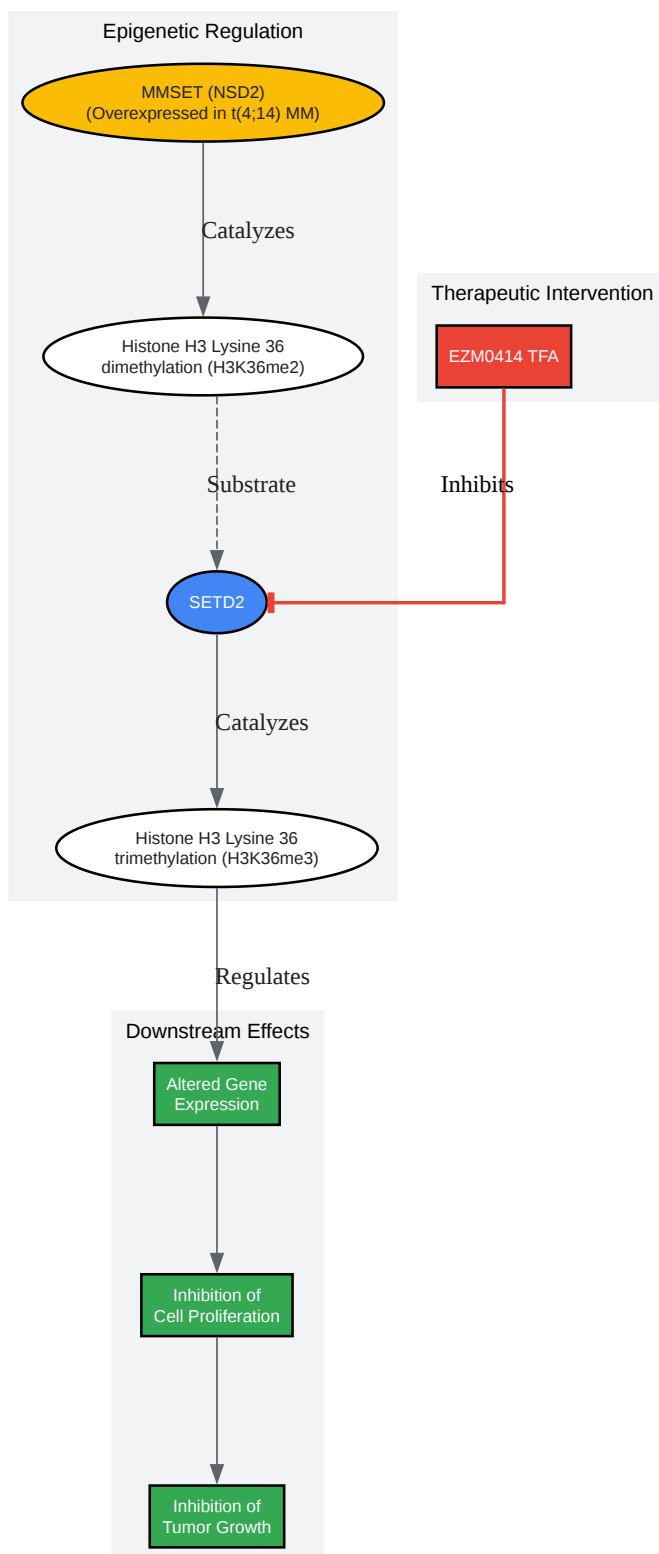 Epigenetic Regulation
MMSET (NSD2)
(Overexpressed in t(4;14) MM)
Catalyzes
Therapeutic Intervention
Histone H3 Lysine 36
dimethylation (H3K36me2)
EZM0414 TFA
Substrate
Inhibits
SETD2
Catalyzes
Histone H3 Lysine 36
trimethylation (H3K36me3)
Regulates
Downstream Effects
Altered Gene
Expression
Inhibition of
Cell Proliferation
Inhibition of
Tumor Growth